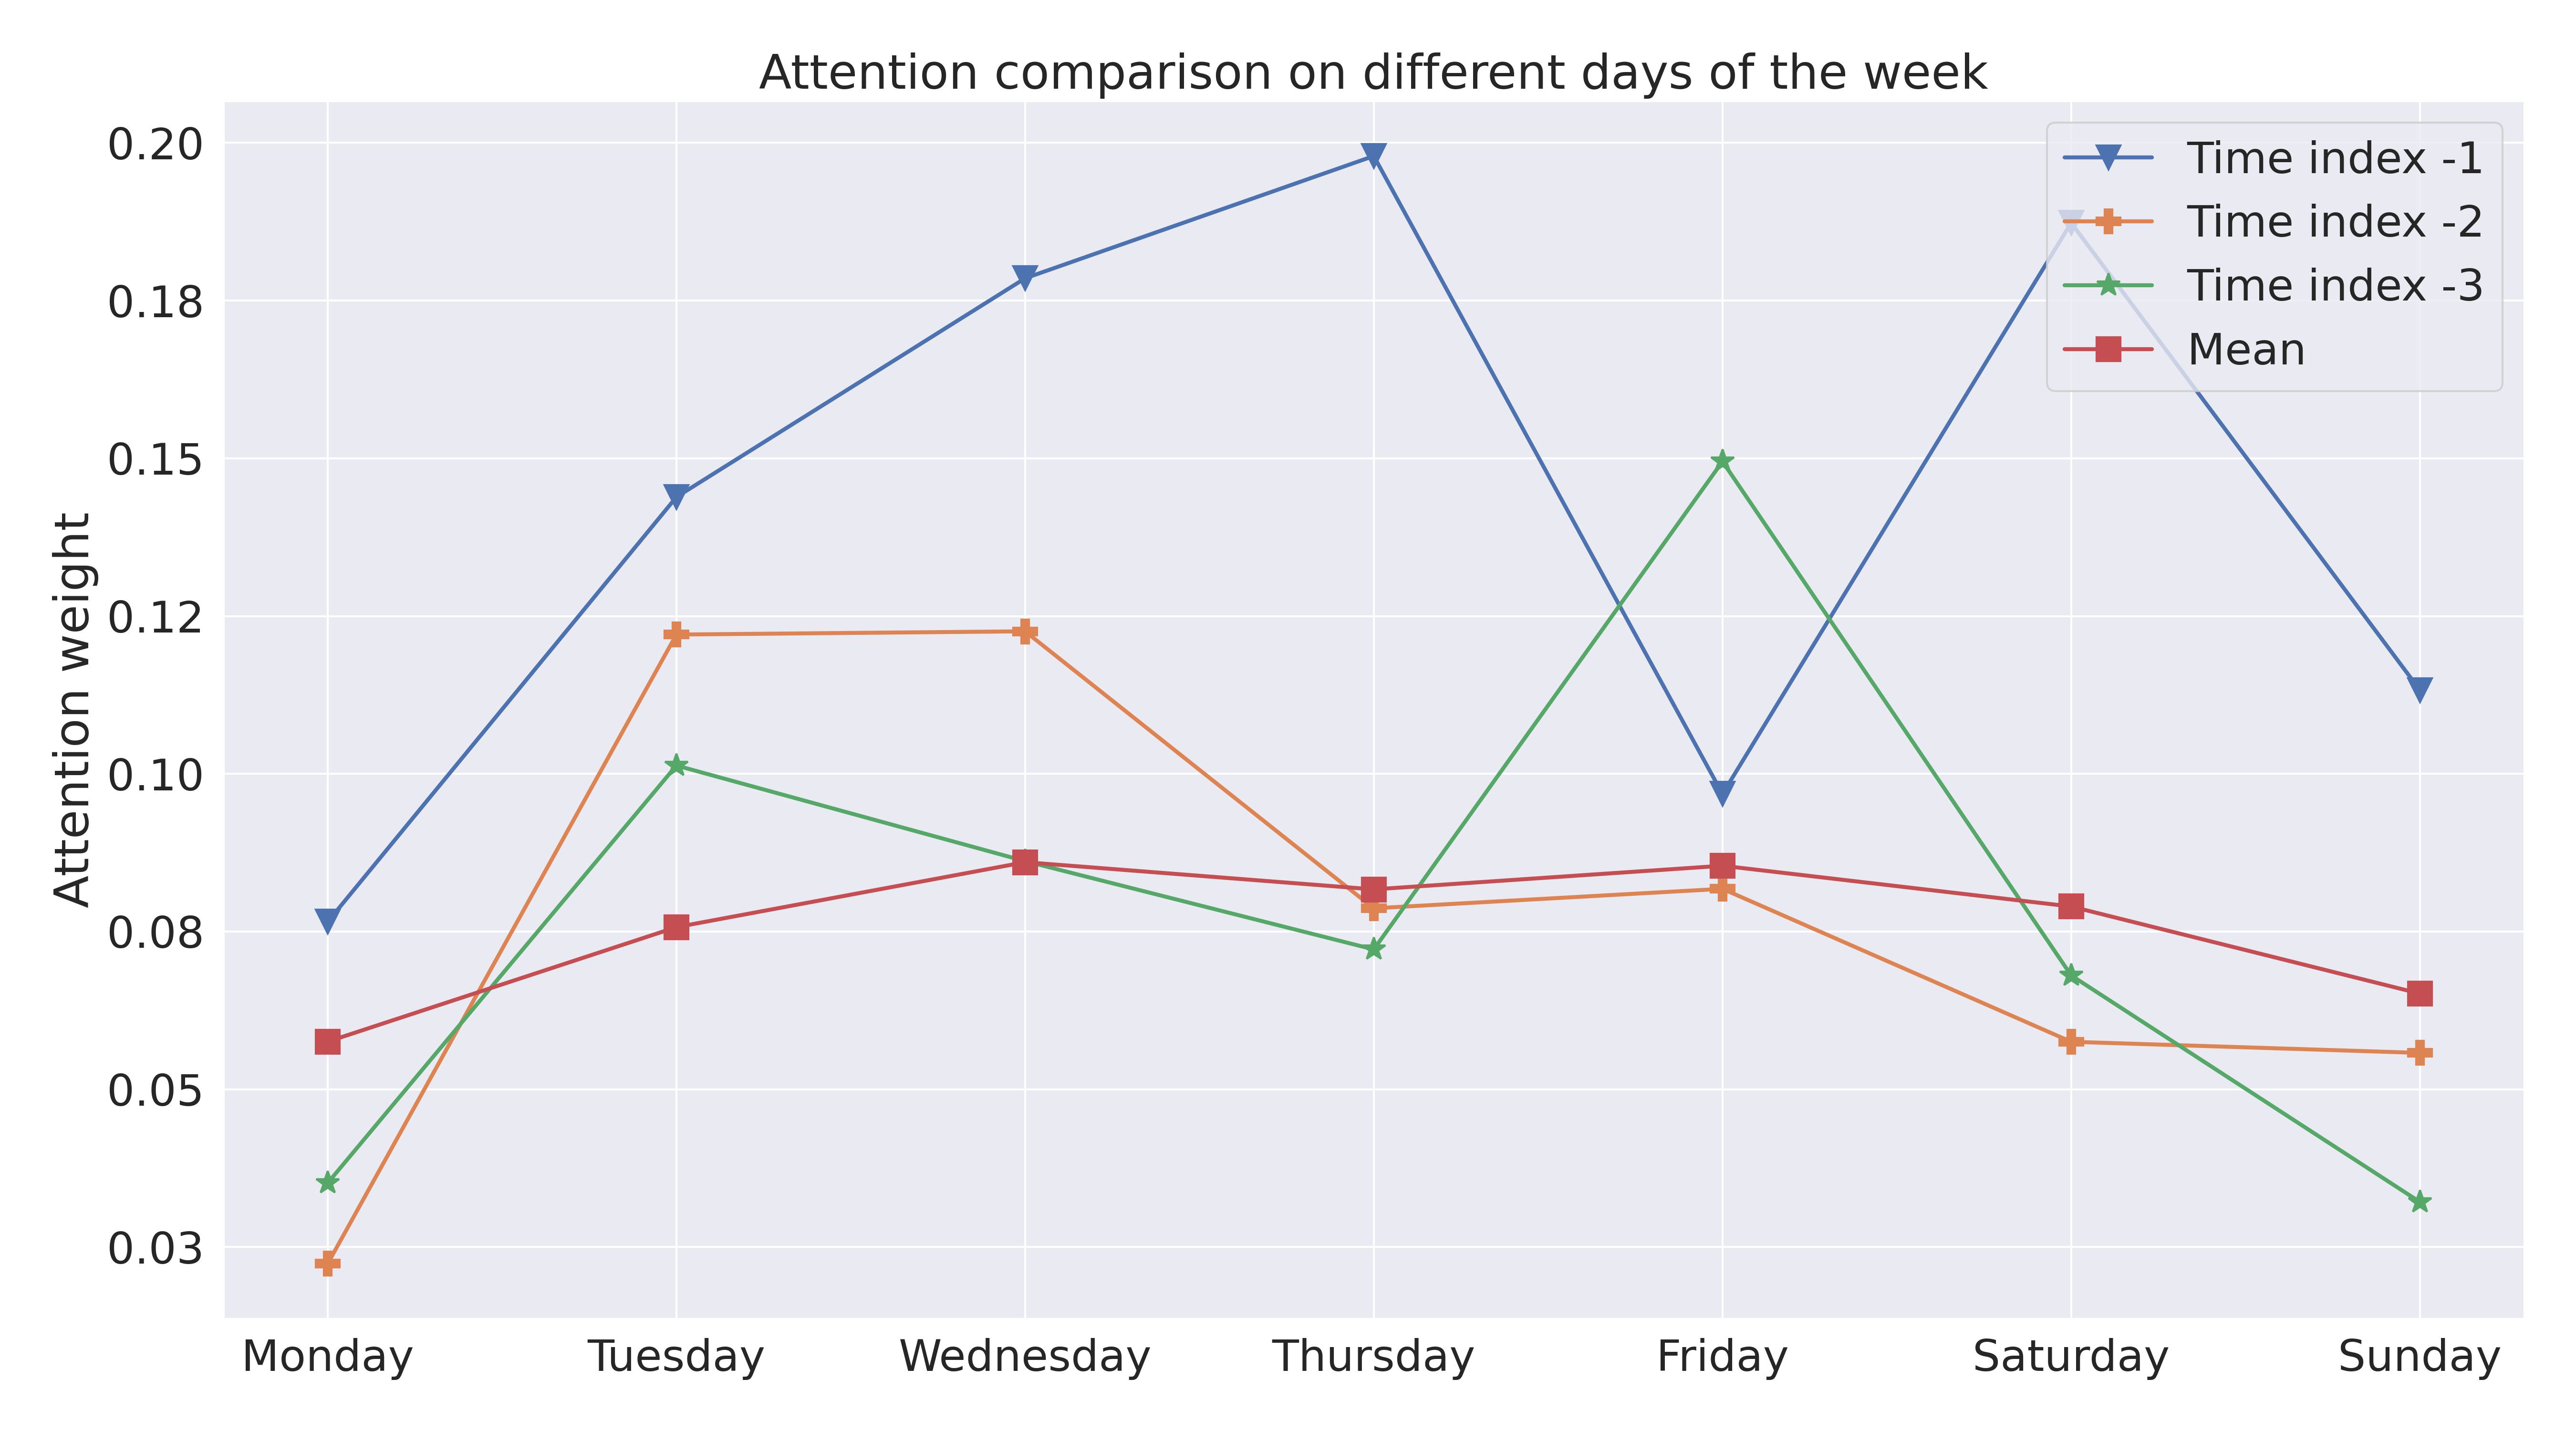 Attention comparison on different days of the week
Attention weight
0.20
0.18
0.15
0.12
0.10
0.08
0.05
0.03
Time index -1
Time index -2
Time index -3
Mean
Monday Tuesday Wednesday Thursday Friday Saturday Sunday